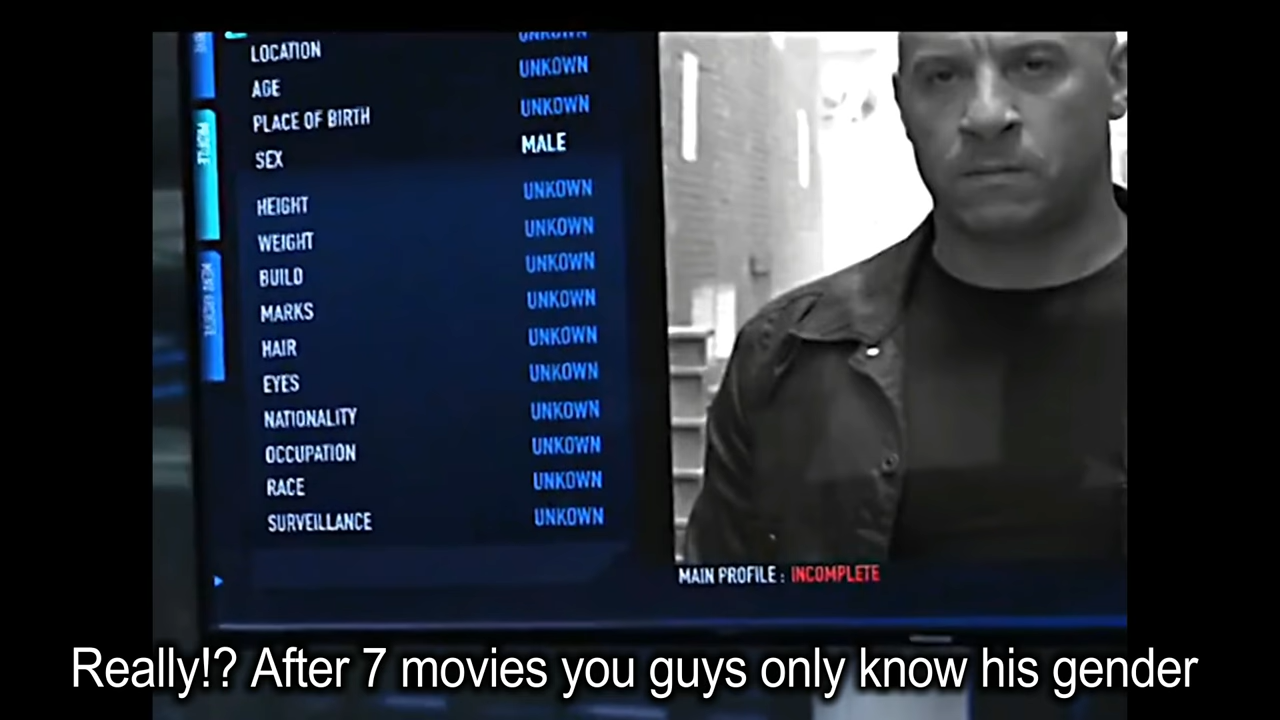 UNKOWN
LOCATION UNKOWN
AGE UNKOWN
PLACE OF BIRTH MALE
SEX
HEIGHT UNKOWN
WEIGHT UNKOWN
BUILD UNKOWN
MARKS UNKOWN
HAIR UNKOWN
EYES UNKOWN
NATIONALITY UNKOWN
OCCUPATION UNKOWN
RACE UNKOWN
SURVEILLANCE UNKOWN
PROFILE
MAIN PROFILE : INCOMPLETE
Really!? After 7 movies you guys only know his gender